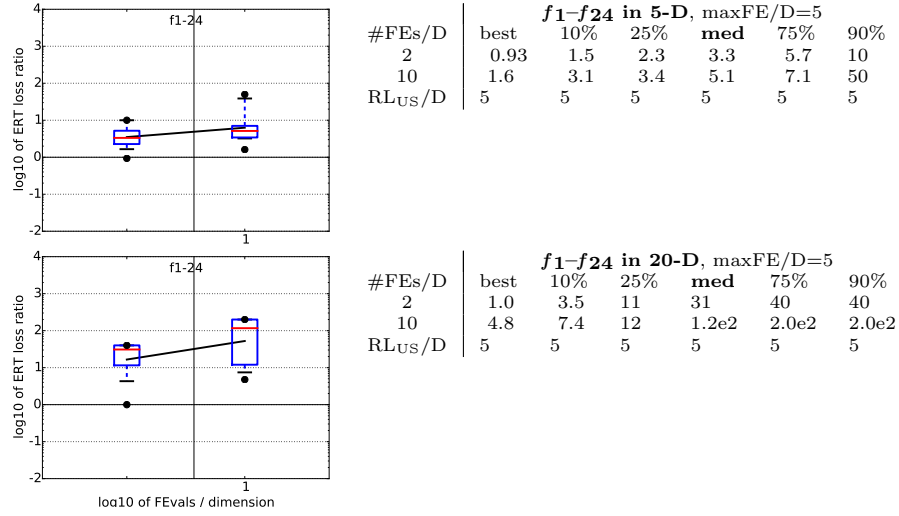 f1-24
4
3
2
1
0
-1
-2
1
log10 of ERT loss ratio
f1–f24 in 5-D, maxFE/D=5
#FEs/D best 10% 25% med 75% 90%
2 0.93 1.5 2.3 3.3 5.7 10
10 1.6 3.1 3.4 5.1 7.1 50
RLUS/D 5 5 5 5 5 5
f1-24
4
3
2
1
0
-1
-2
1
log10 of ERT loss ratio
log10 of FEvals / dimension
f1–f24 in 20-D, maxFE/D=5
#FEs/D best 10% 25% med 75% 90%
2 1.0 3.5 11 31 40 40
10 4.8 7.4 12 1.2e2 2.0e2 2.0e2
RLUS/D 5 5 5 5 5 5